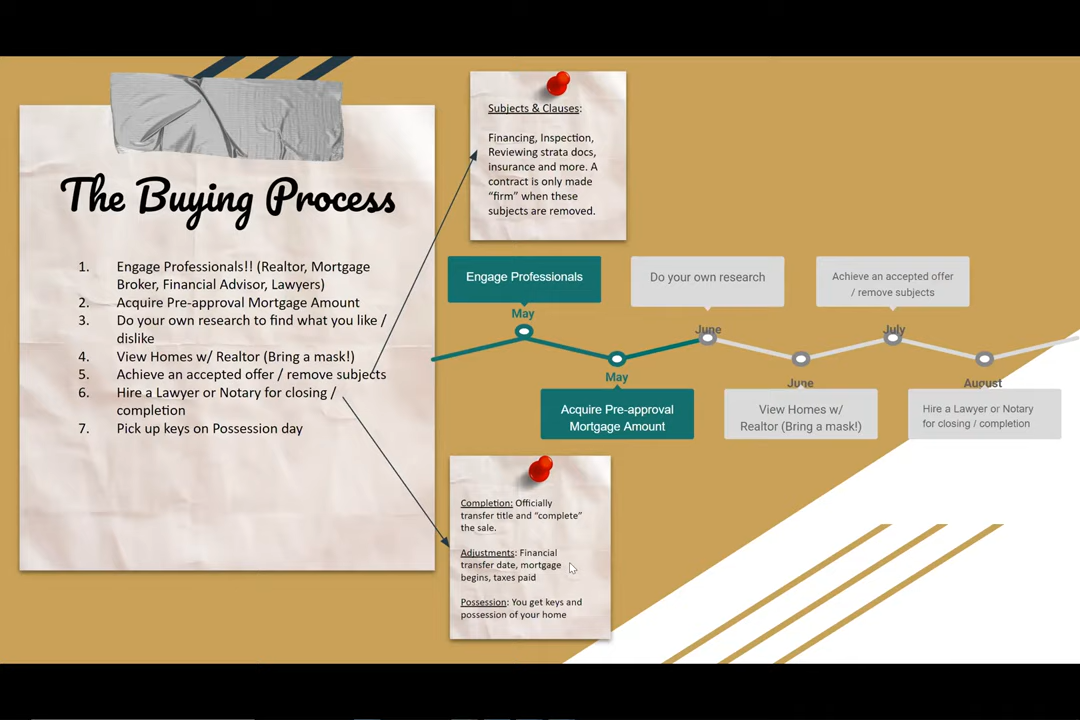 The Buying Process
1. Engage Professionals!! (Realtor, Mortgage
Broker, Financial Advisor, Lawyers)
2. Acquire Pre-approval Mortgage Amount
3. Do your own research to find what you like /
dislike
4. View Homes w/ Realtor (Bring a mask!)
5. Achieve an accepted offer / remove subjects
6. Hire a Lawyer or Notary for closing /
completion
7. Pick up keys on Possession day
Subjects & Clauses:
Financing, Inspection,
Reviewing strata docs,
insurance and more. A
contract is only made
“firm” when these
subjects are removed.
Engage Professionals
May
Do your own research
June
Achieve an accepted offer
/ remove subjects
July
May
Acquire Pre-approval
Mortgage Amount
June
View Homes w/
Realtor (Bring a mask!)
August
Hire a Lawyer or Notary
for closing / completion
Completion: Officially
transfer title and “complete”
the sale.
Adjustments: Financial
transfer date, mortgage
begins, taxes paid
Possession: You get keys and
possession of your home